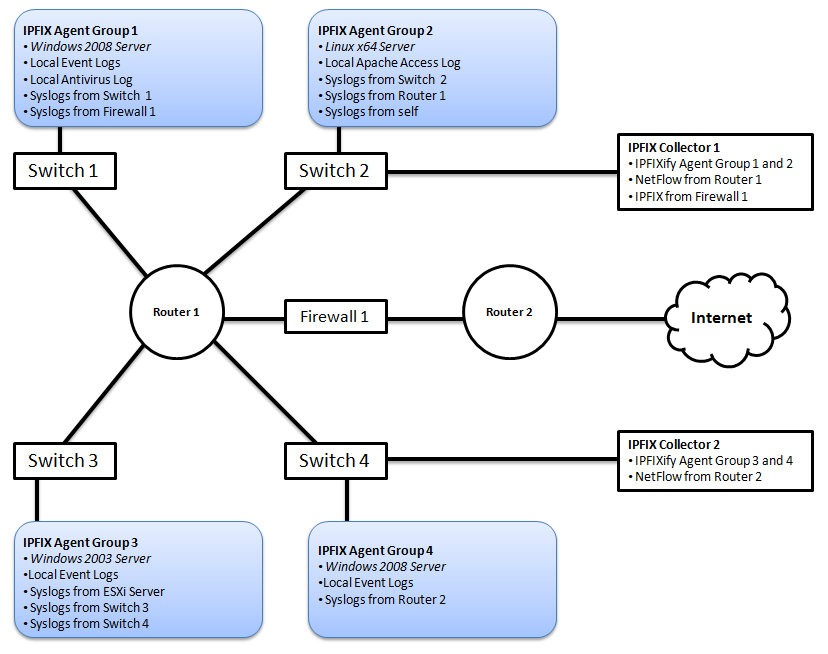 IPFIX Agent Group 1
• Windows 2008 Server
• Local Event Logs
• Local Antivirus Log
• Syslogs from Switch 1
• Syslogs from Firewall 1
IPFIX Agent Group 2
• Linux x64 Server
• Local Apache Access Log
• Syslogs from Switch 2
• Syslogs from Router 1
• Syslogs from self
Switch 1
Switch 2
IPFIX Collector 1
• IPFIXify Agent Group 1 and 2
• NetFlow from Router 1
• IPFIX from Firewall 1
Router 1
Firewall 1
Router 2
Internet
Switch 3
Switch 4
IPFIX Collector 2
• IPFIXify Agent Group 3 and 4
• NetFlow from Router 2
IPFIX Agent Group 3
• Windows 2003 Server
•Local Event Logs
• Syslogs from ESXi Server
• Syslogs from Switch 3
• Syslogs from Switch 4
IPFIX Agent Group 4
• Windows 2008 Server
•Local Event Logs
• Syslogs from Router 2